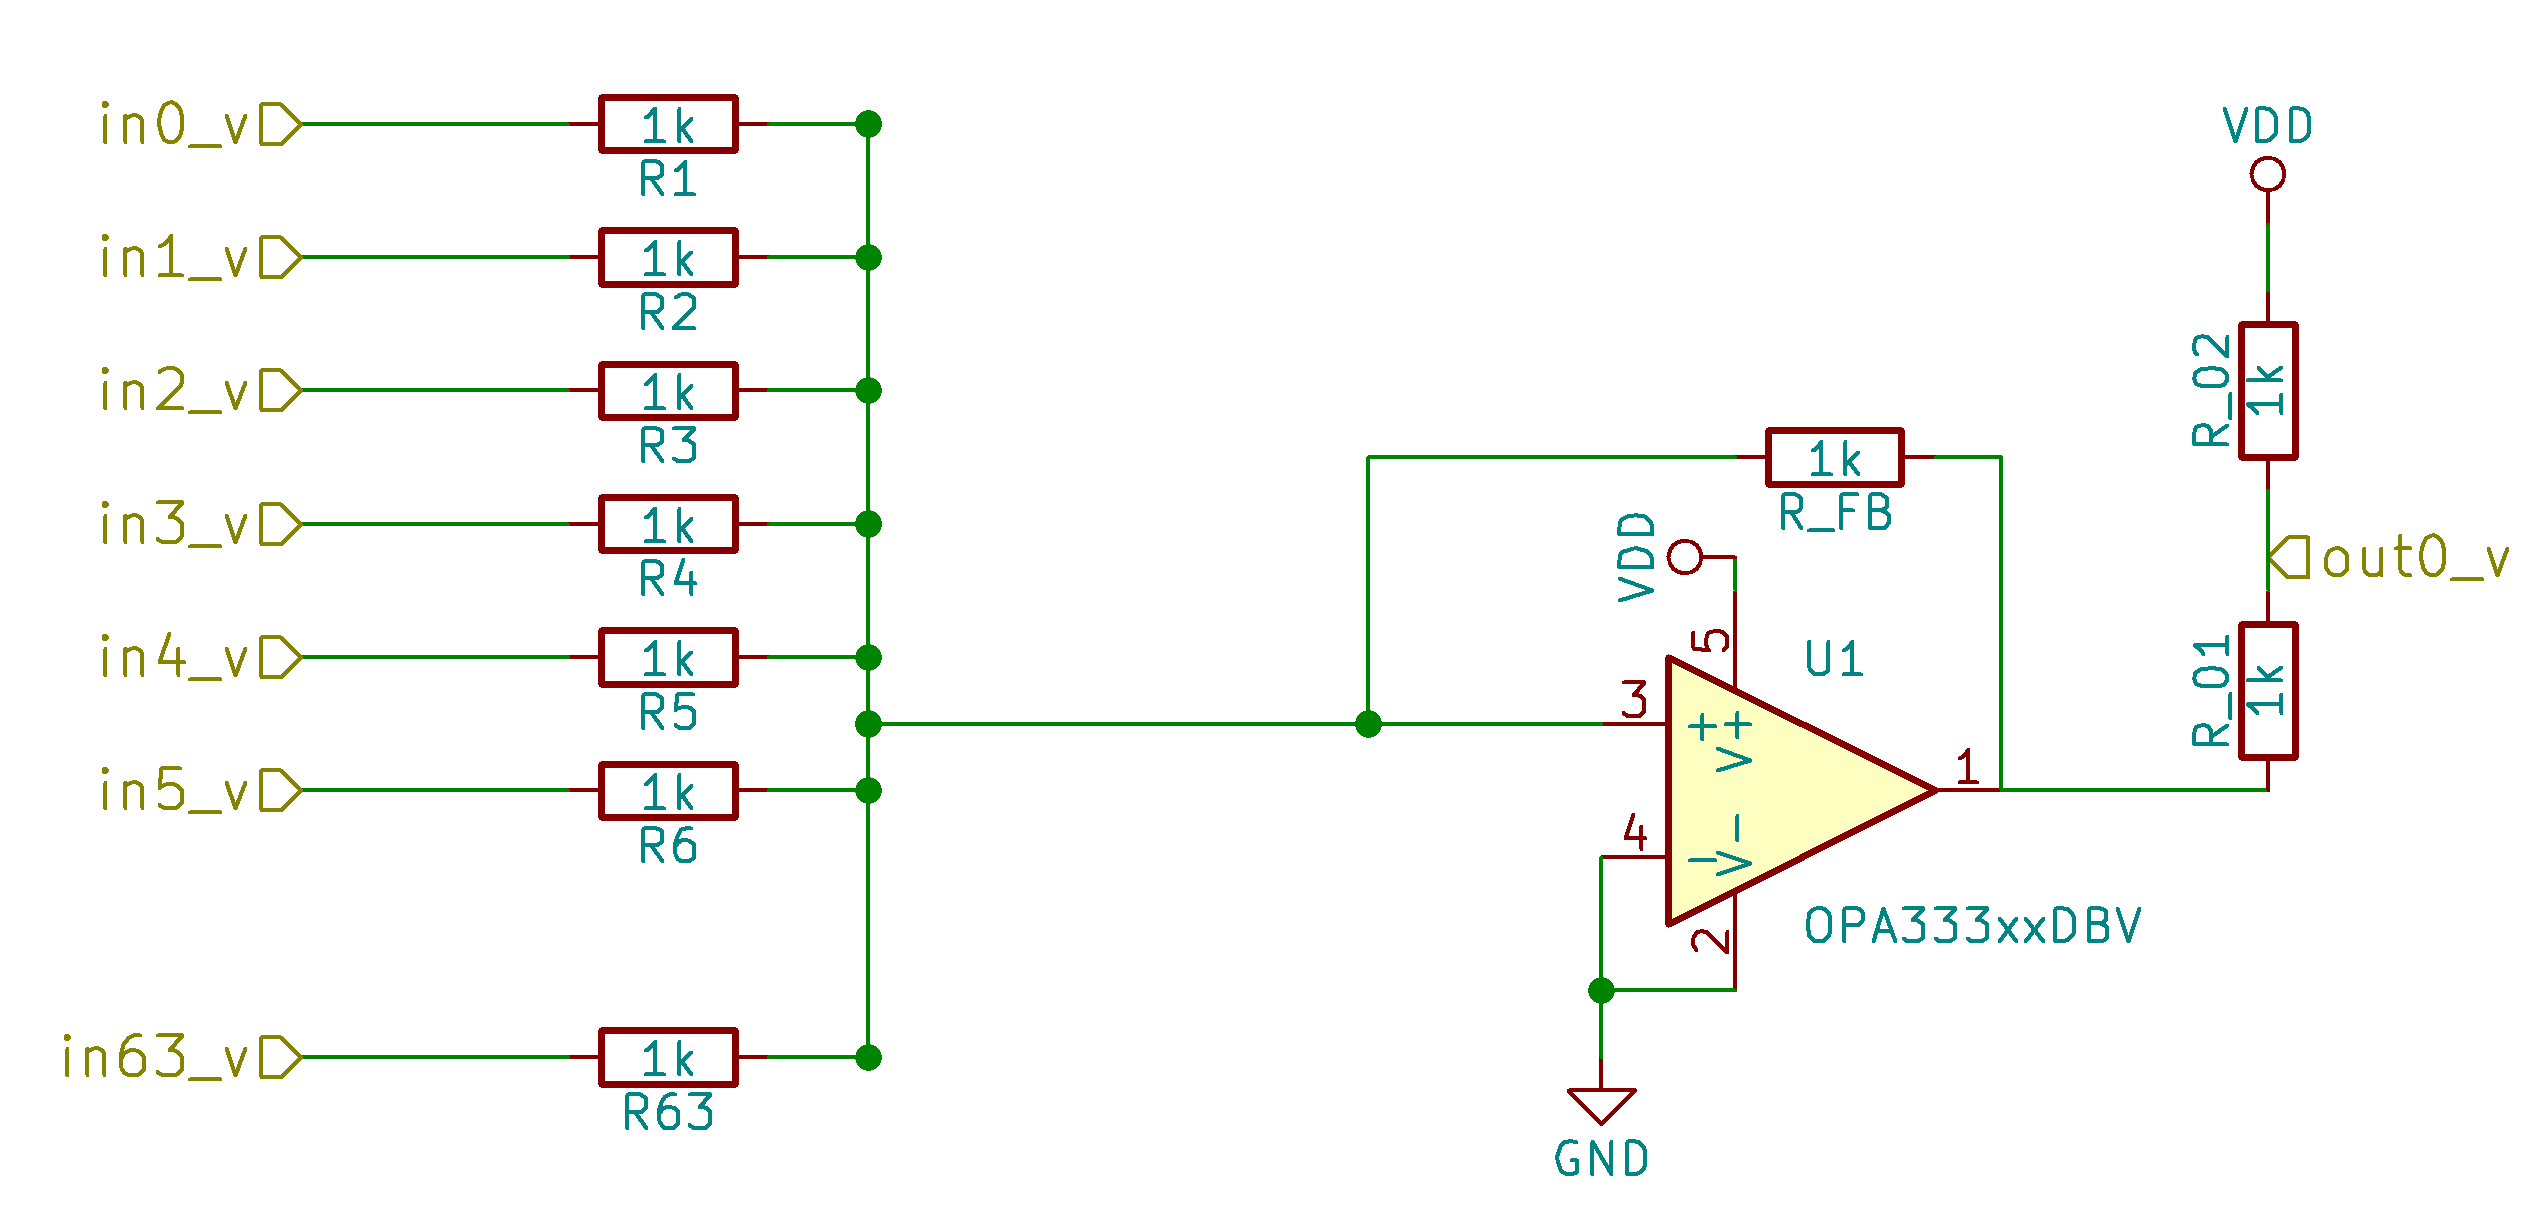 in0_v
1k
R1
in1_v
1k
R2
in2_v
1k
R3
in3_v
1k
R4
in4_v
1k
R5
in5_v
1k
R6
in63_v
1k
R63
1k
R_FB
VDD
5
U1
3
+
V+
1
4
-
V-
2
OPA333xxDBV
GND
VDD
R_02
1k
out0_v
R_01
1k